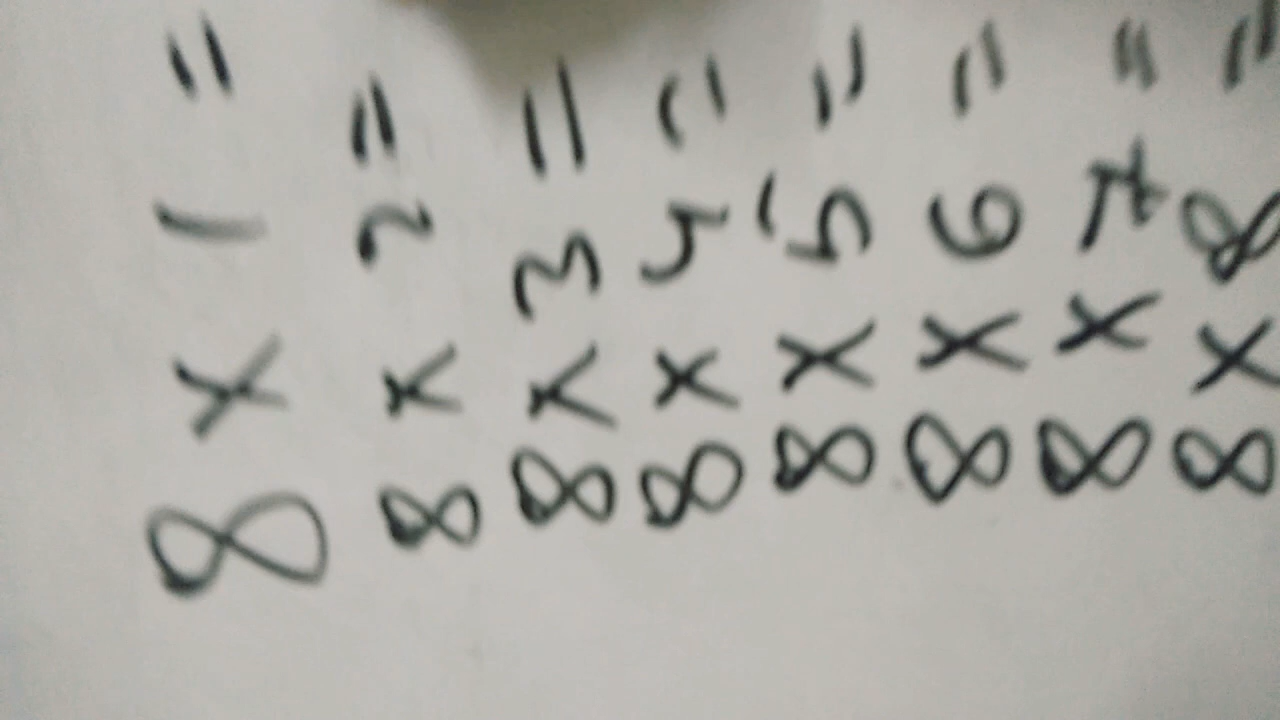 8 x 1 =
8 x 2 =
8 x 3 =
8 x 4 =
8 x 5 =
8 x 6 =
8 x 7 =
8 x 8 =